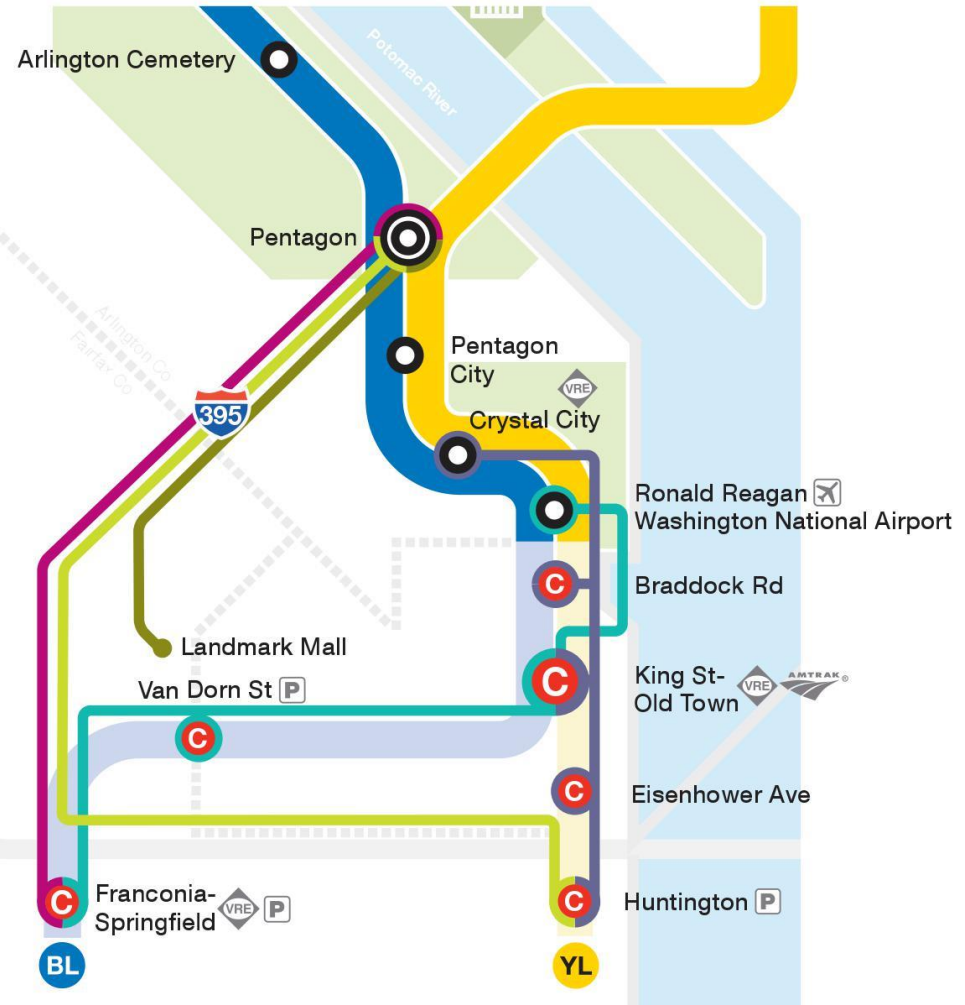 Arlington Cemetery
Potomac River
Pentagon
Arlington Co
Fairfax Co
395
Pentagon
City
VRE
Crystal City
Ronald Reagan
Washington National Airport
C
Braddock Rd
Landmark Mall
Van Dorn St P
C
C
King St-
Old Town
VRE
AMTRAK®
C
Eisenhower Ave
C
Franconia-
Springfield
VRE P
C
Huntington P
BL
YL